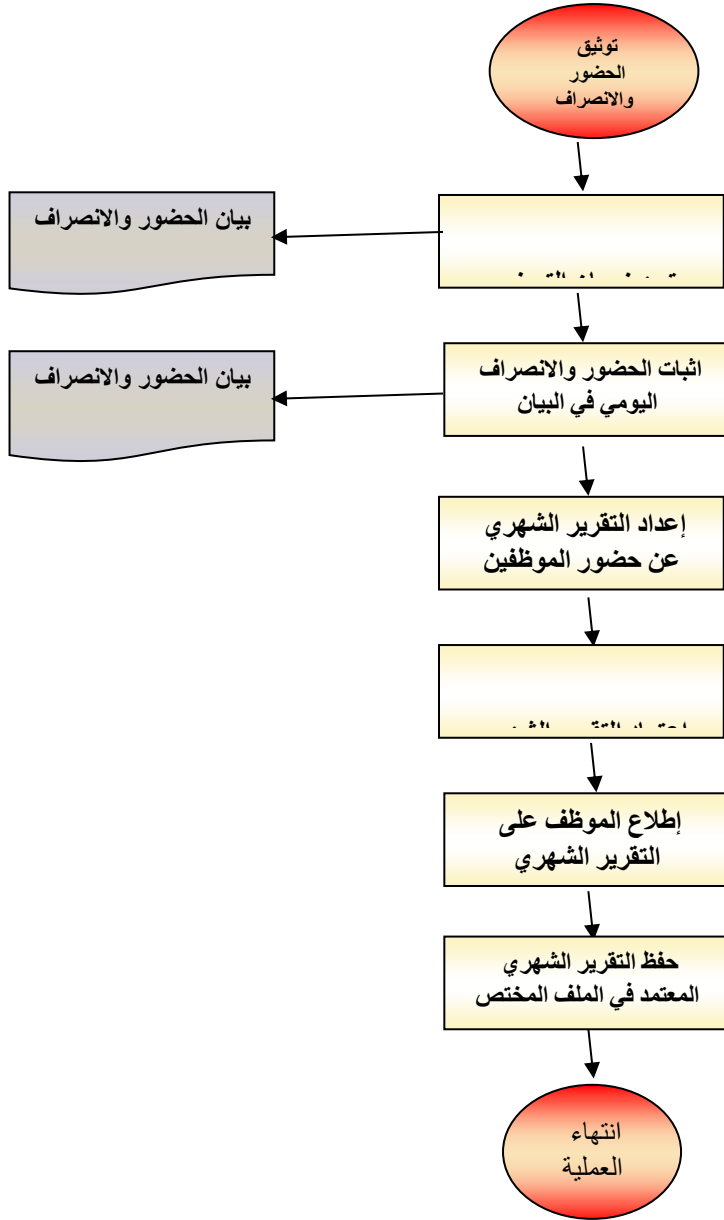 توثيق
الحضور
والانصراف
بيان الحضور والانصراف
اثبات الحضور والانصراف
اليومي في البيان
بيان الحضور والانصراف
إعداد التقرير الشهري
عن حضور الموظفين
إطلاع الموظف على
التقرير الشهري
حفظ التقرير الشهري
المعتمد في الملف المختص
انتهاء
العملية